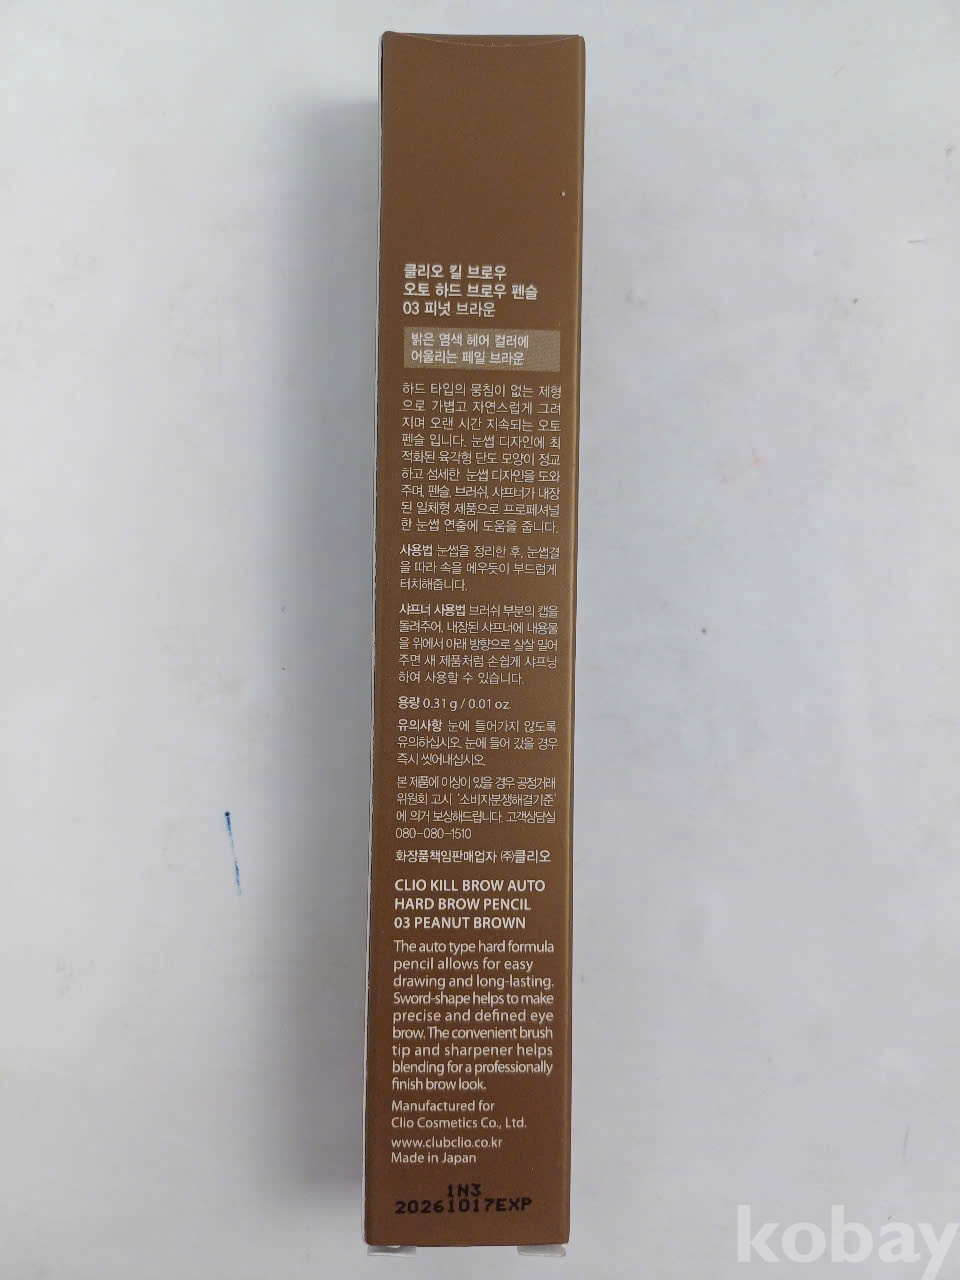 클리오 킬 브로우
오토 하드 브로우 펜슬
03 피넛 브라운
밝은 염색 헤어 컬러에
어울리는 페일 브라운
하드 타입의 뭉침이 없는 제형
으로 가볍고 자연스럽게 그려
지며 오랜 시간 지속되는 오토
펜슬 입니다. 눈썹 디자인에 최
적화된 육각형 단도 모양이 정교
하고 섬세한 눈썹 디자인을 도와
주며, 펜슬, 브러쉬, 샤프너가 내장
된 일체형 제품으로 프로페셔널
한 눈썹 연출에 도움을 줍니다.
사용법 눈썹을 정리한 후, 눈썹결
을 따라 속을 메우듯이 부드럽게
터치해줍니다.
샤프너 사용법 브러쉬 부분의 캡을
돌려주어, 내장된 샤프너에 내용물
을 위에서 아래 방향으로 살살 밀어
주면 새 제품처럼 손쉽게 샤프닝
하여 사용할 수 있습니다.
용량 0.31 g / 0.01 oz.
유의사항 눈에 들어가지 않도록
유의하십시오. 눈에 들어 갔을 경우
즉시 씻어내십시오.
본 제품에 이상이 있을 경우 공정거래
위원회 고시 '소비자분쟁해결기준'
에 의거 보상해드립니다. 고객상담실
080-080-1510
화장품책임판매업자 ㈜클리오
CLIO KILL BROW AUTO
HARD BROW PENCIL
03 PEANUT BROWN
The auto type hard formula
pencil allows for easy
drawing and long-lasting.
Sword-shape helps to make
precise and defined eye
brow. The convenient brush
tip and sharpener helps
blending for a professionally
finish brow look.
Manufactured for
Clio Cosmetics Co., Ltd.
www.clubclio.co.kr
Made in Japan
1N3
20261017EXP
kobay